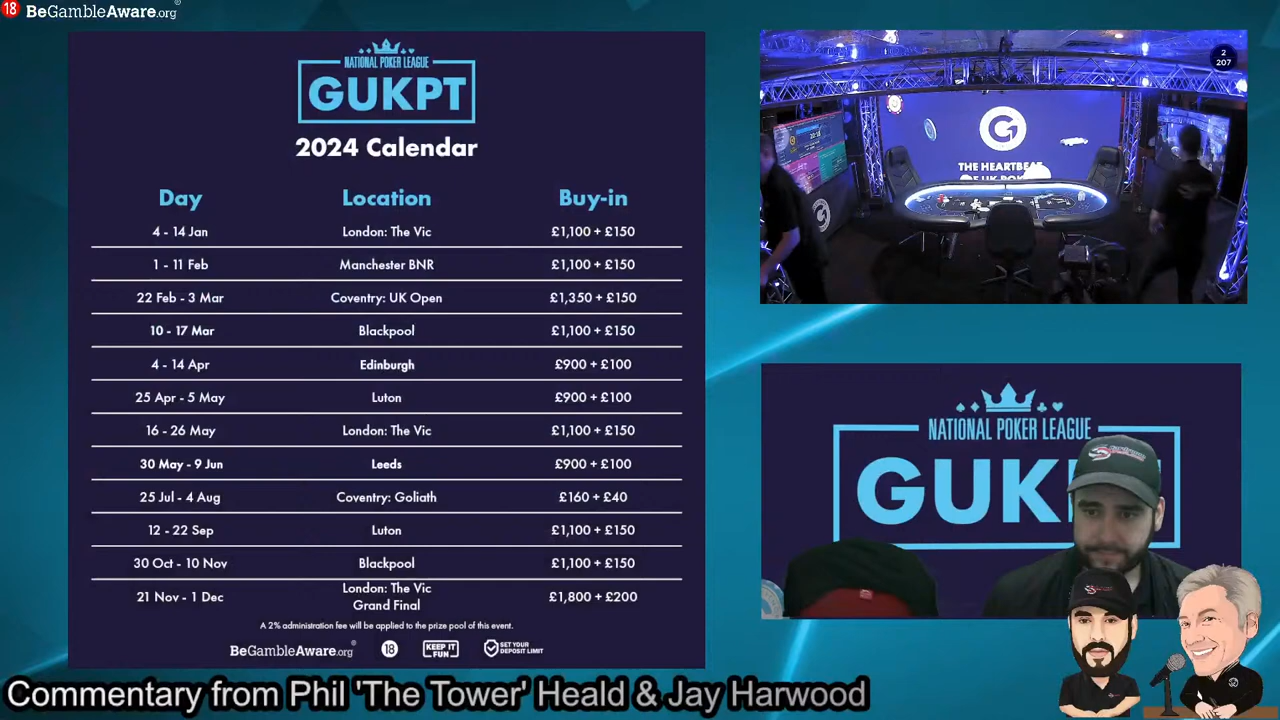 18 BeGambleAware.org®
NATIONAL POKER LEAGUE
GUKPT
2024 Calendar
Day Location Buy-in
4 - 14 Jan London: The Vic £1,100 + £150
1 - 11 Feb Manchester BNR £1,100 + £150
22 Feb - 3 Mar Coventry: UK Open £1,350 + £150
10 - 17 Mar Blackpool £1,100 + £150
4 - 14 Apr Edinburgh £900 + £100
25 Apr - 5 May Luton £900 + £100
16 - 26 May London: The Vic £1,100 + £150
30 May - 9 Jun Leeds £900 + £100
25 Jul - 4 Aug Coventry: Goliath £160 + £40
12 - 22 Sep Luton £1,100 + £150
30 Oct - 10 Nov Blackpool £1,100 + £150
21 Nov - 1 Dec London: The Vic Grand Final £1,800 + £200
A 2% administration fee will be applied to the prize pool of this event.
BeGambleAware.org® 18 KEEP IT FUN SET YOUR DEPOSIT LIMIT
2
207
THE HEARTBEAT
OF UK POKER
NATIONAL POKER LEAGUE
GUK
Commentary from Phil 'The Tower' Heald & Jay Harwood